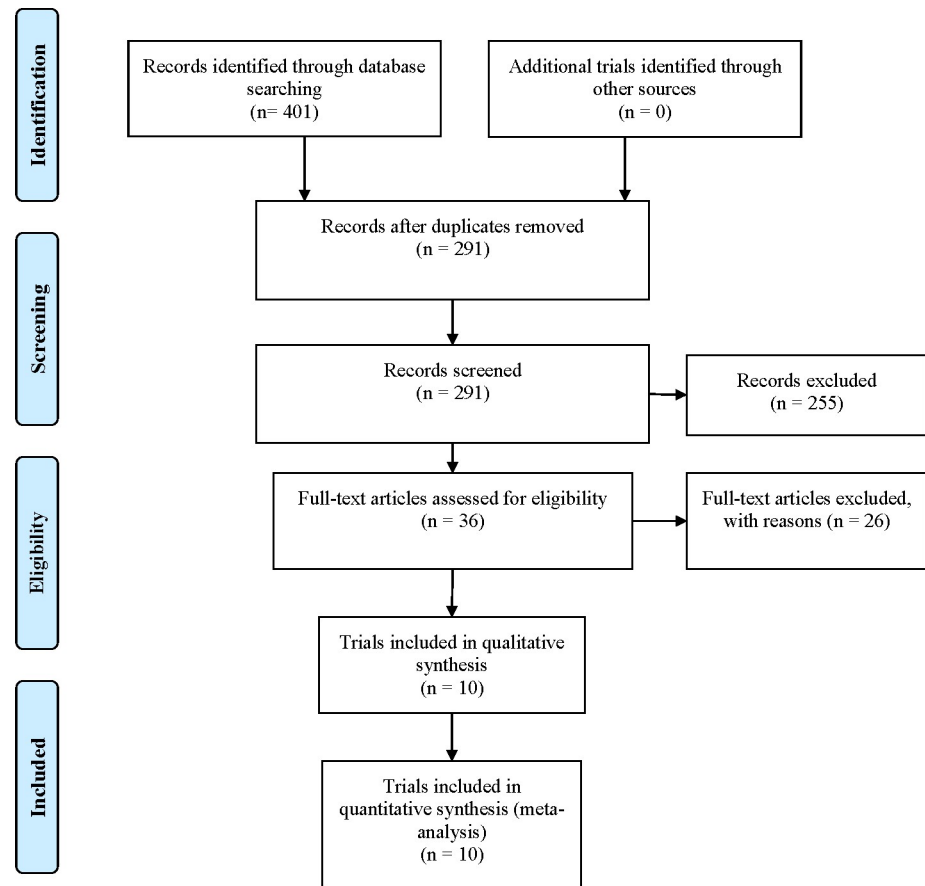 Identification
Records identified through database
searching
(n= 401)
Additional trials identified through
other sources
(n = 0)
Records after duplicates removed
(n = 291)
Screening
Records screened
(n = 291)
Records excluded
(n = 255)
Eligibility
Full-text articles assessed for eligibility
(n = 36)
Full-text articles excluded,
with reasons (n = 26)
Trials included in qualitative
synthesis
(n = 10)
Included
Trials included in
quantitative synthesis (meta-
analysis)
(n = 10)